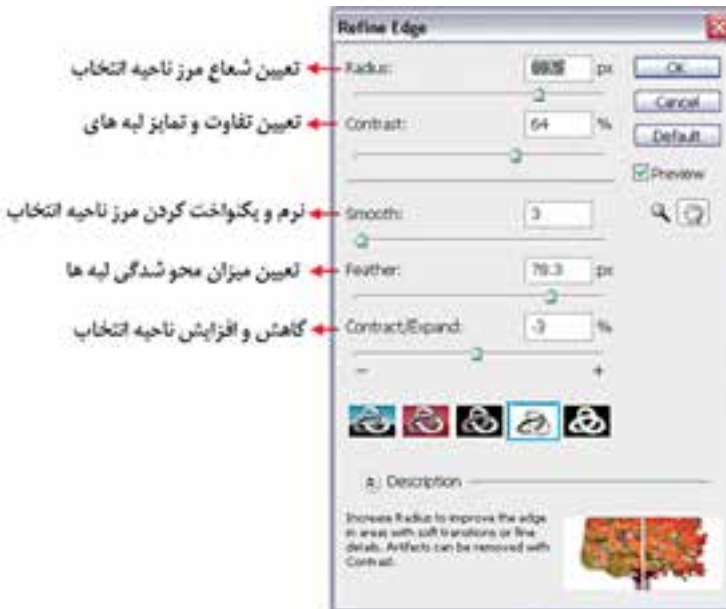 Refine Edge
تعیین شعاع مرز ناحیه انتخاب
Radius:
px
OK
تعیین تفاوت و تمایز لبه های
Contrast:
64
%
Cancel
Default
Preview
نرم و یکنواخت کردن مرز ناحیه انتخاب
Smooth:
3
تعیین میزان محو شدگی لبه ها
Feather:
78.3
px
کاهش و افزایش ناحیه انتخاب
Contract/Expand:
-3
%
−
+
Description
Increase Radius to improve the edge
in areas with soft transitions or fine
details. Artifacts can be removed with
Contrast.